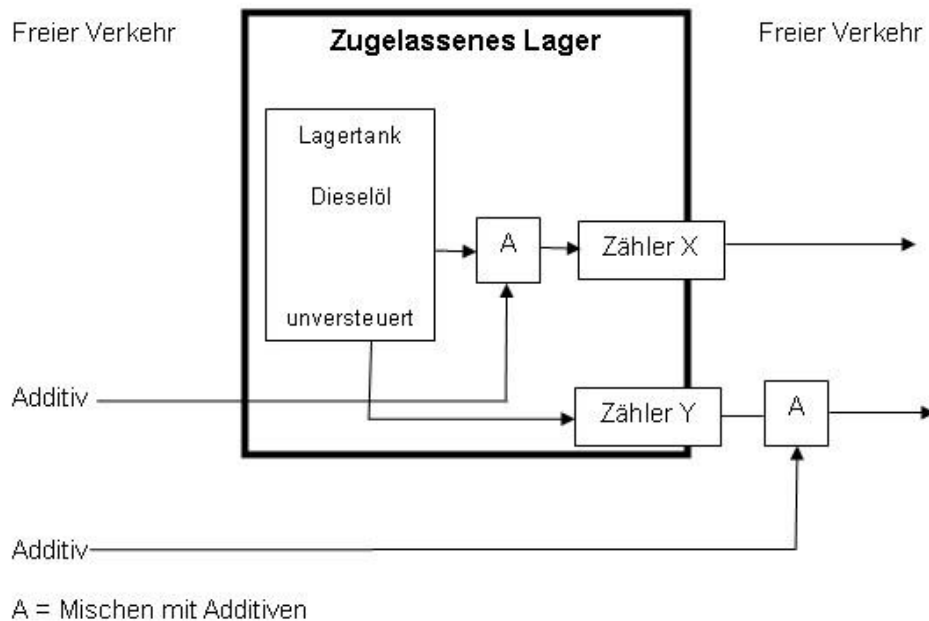 Freier Verkehr
Zugelassenes Lager
Freier Verkehr
Lagertank
Dieselöl
unversteuert
A
Zähler X
Additiv
Zähler Y
A
Additiv
A = Mischen mit Additiven